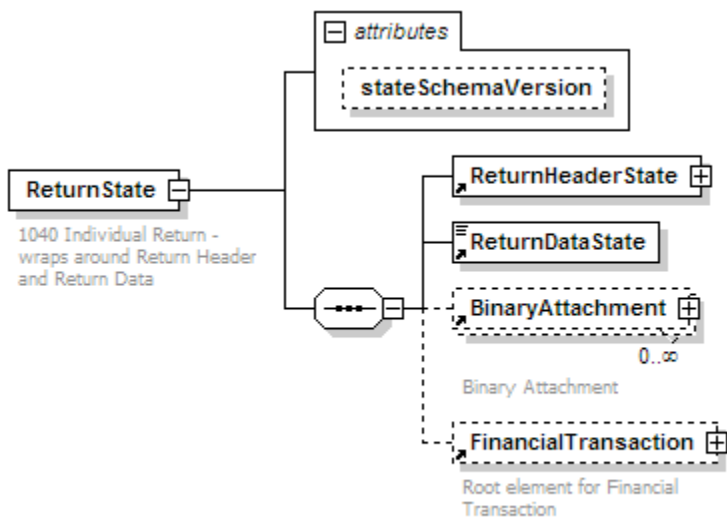 attributes
stateSchemaVersion
ReturnState
1040 Individual Return -
wraps around Return Header
and Return Data
ReturnHeaderState
ReturnDataState
BinaryAttachment
0..∞
Binary Attachment
FinancialTransaction
Root element for Financial
Transaction